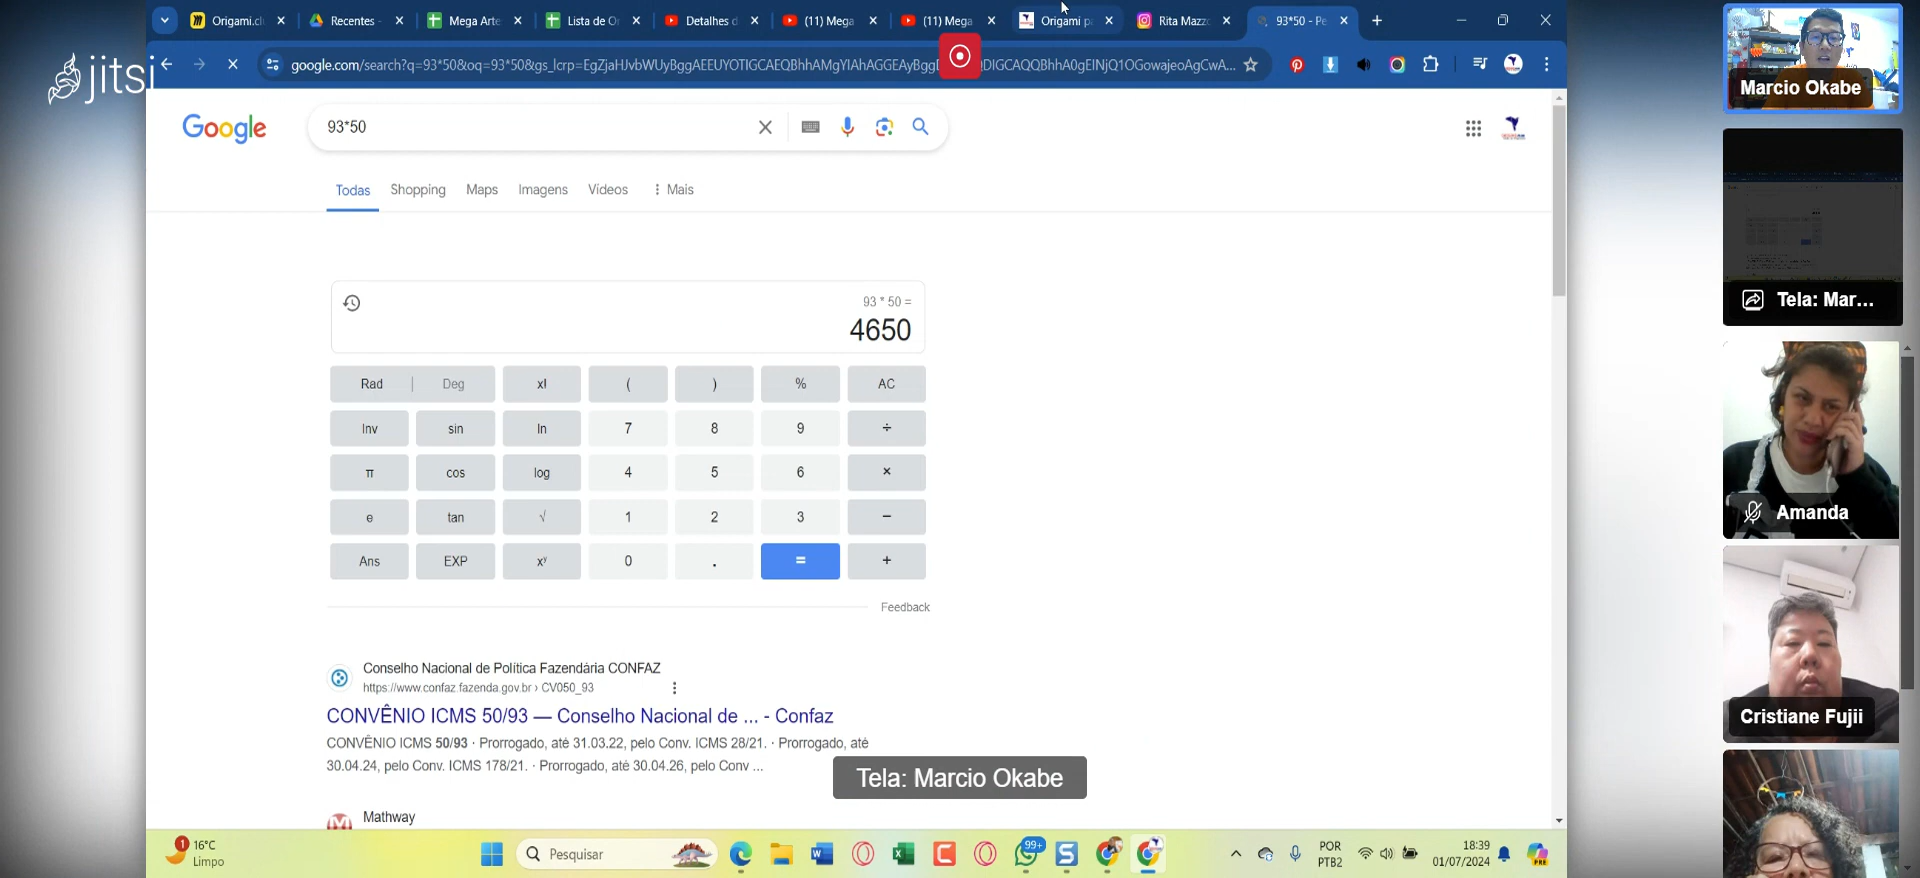 Origami.cl
Recentes -
Mega Arte
Lista de Or
Detalhes d
(11) Mega
(11) Mega
Origami pa
Rita Mazzo
93*50 - Pe
jitsi
google.com/search?q=93*50&oq=93*50&gs_lcrp=
Google
93*50
Todas
Shopping
Maps
Imagens
Vídeos
Mais
93 * 50 =
4650
Rad
Deg
x!
(
)
%
AC
Inv
sin
ln
7
8
9
÷
π
cos
log
4
5
6
×
e
tan
√
1
2
3
−
Ans
EXP
xʸ
0
.
=
+
Feedback
Conselho Nacional de Política Fazendária CONFAZ
https://www.confaz.fazenda.gov.br › CV050_93
CONVÊNIO ICMS 50/93 — Conselho Nacional de ... - Confaz
CONVÊNIO ICMS 50/93 · Prorrogado, até 31.03.22, pelo Conv. ICMS 28/21. · Prorrogado, até
30.04.24, pelo Conv. ICMS 178/21. · Prorrogado, até 30.04.26, pelo Conv ...
Mathway
Tela: Marcio Okabe
1
16°C
Limpo
Pesquisar
99+
POR
PTB2
18:39
01/07/2024
PRE
Marcio Okabe
Tela: Mar...
Amanda
Cristiane Fujii